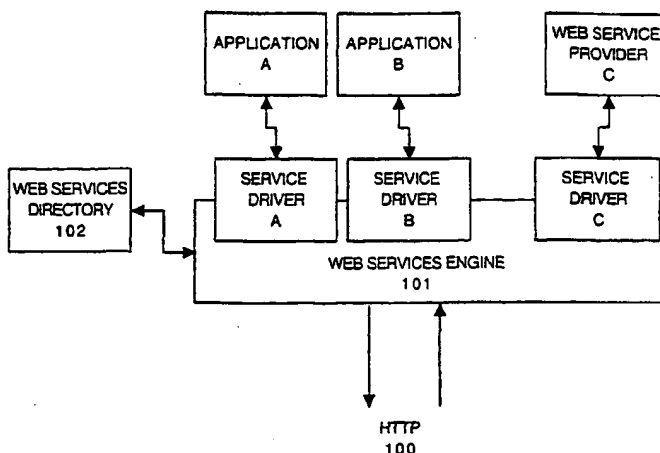 APPLICATION
A
APPLICATION
B
WEB SERVICE
PROVIDER
C
WEB SERVICES
DIRECTORY
102
SERVICE
DRIVER
A
SERVICE
DRIVER
B
SERVICE
DRIVER
C
WEB SERVICES ENGINE
101
HTTP
100